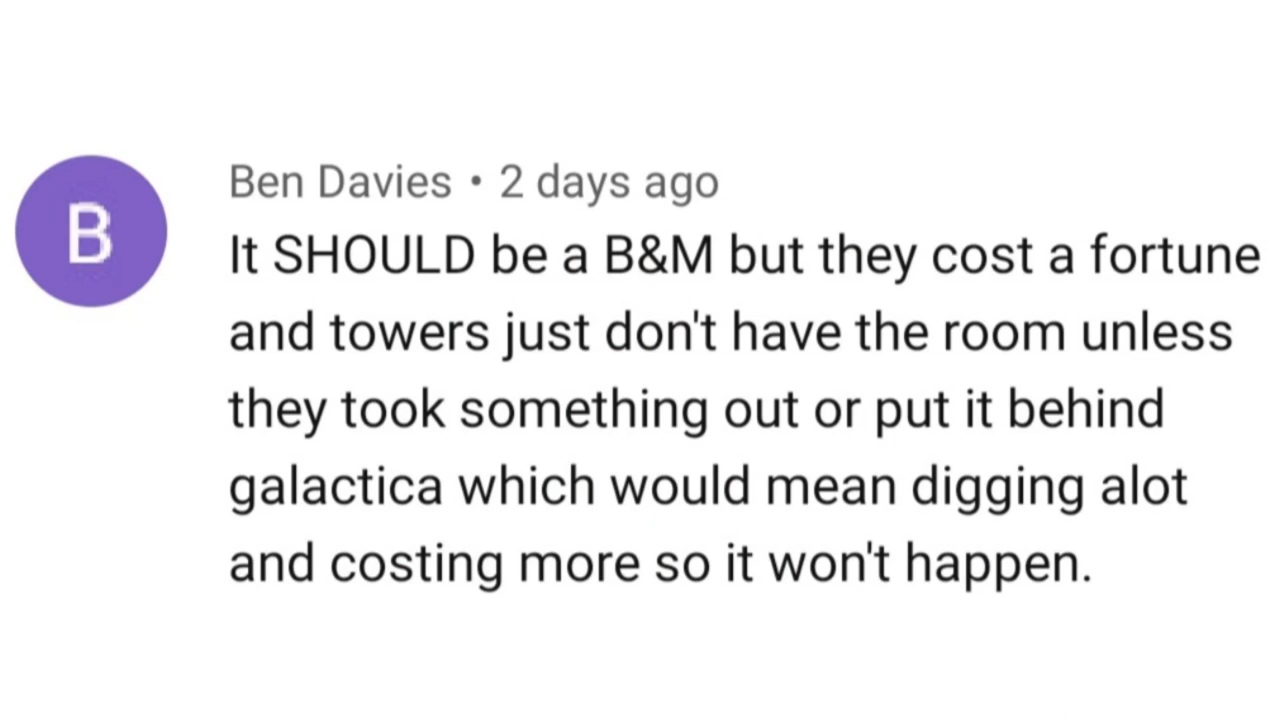 B
Ben Davies • 2 days ago
It SHOULD be a B&M but they cost a fortune
and towers just don't have the room unless
they took something out or put it behind
galactica which would mean digging alot
and costing more so it won't happen.